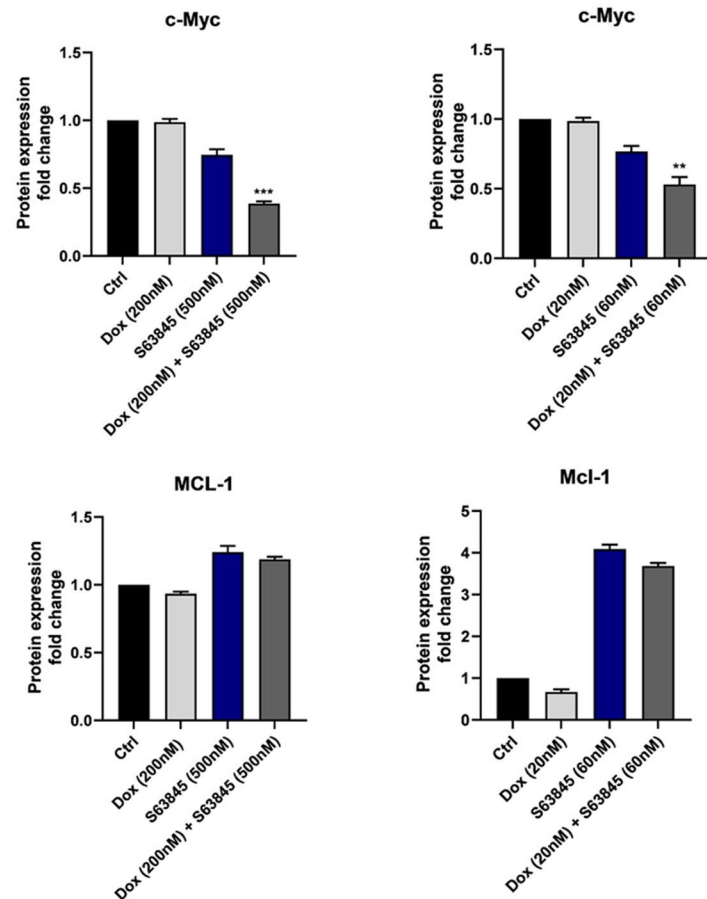 c-Myc
Protein expression
fold change
1.5
1.0
0.5
0.0
Ctrl
Dox (200nM)
S63845 (500nM)
Dox (200nM) + S63845 (500nM)
***
c-Myc
Protein expression
fold change
1.5
1.0
0.5
0.0
Ctrl
Dox (20nM)
S63845 (60nM)
Dox (20nM) + S63845 (60nM)
**
MCL-1
Protein expression
fold change
1.5
1.0
0.5
0.0
Ctrl
Dox (200nM)
S63845 (500nM)
Dox (200nM) + S63845 (500nM)
Mcl-1
Protein expression
fold change
5
4
3
2
1
0
Ctrl
Dox (20nM)
S63845 (60nM)
Dox (20nM) + S63845 (60nM)